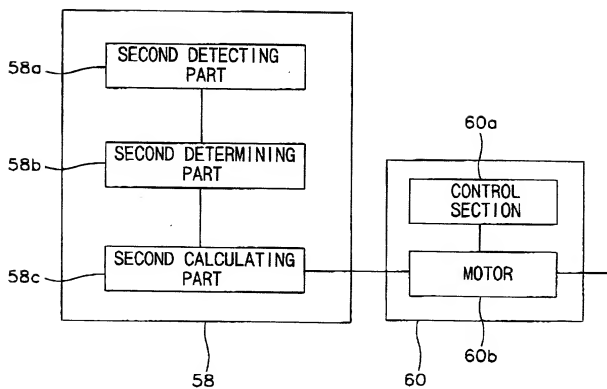 SECOND DETECTING
PART
58a
60a
SECOND DETERMINING
PART
58b
CONTROL
SECTION
SECOND CALCULATING
PART
58c
MOTOR
58
60
60b